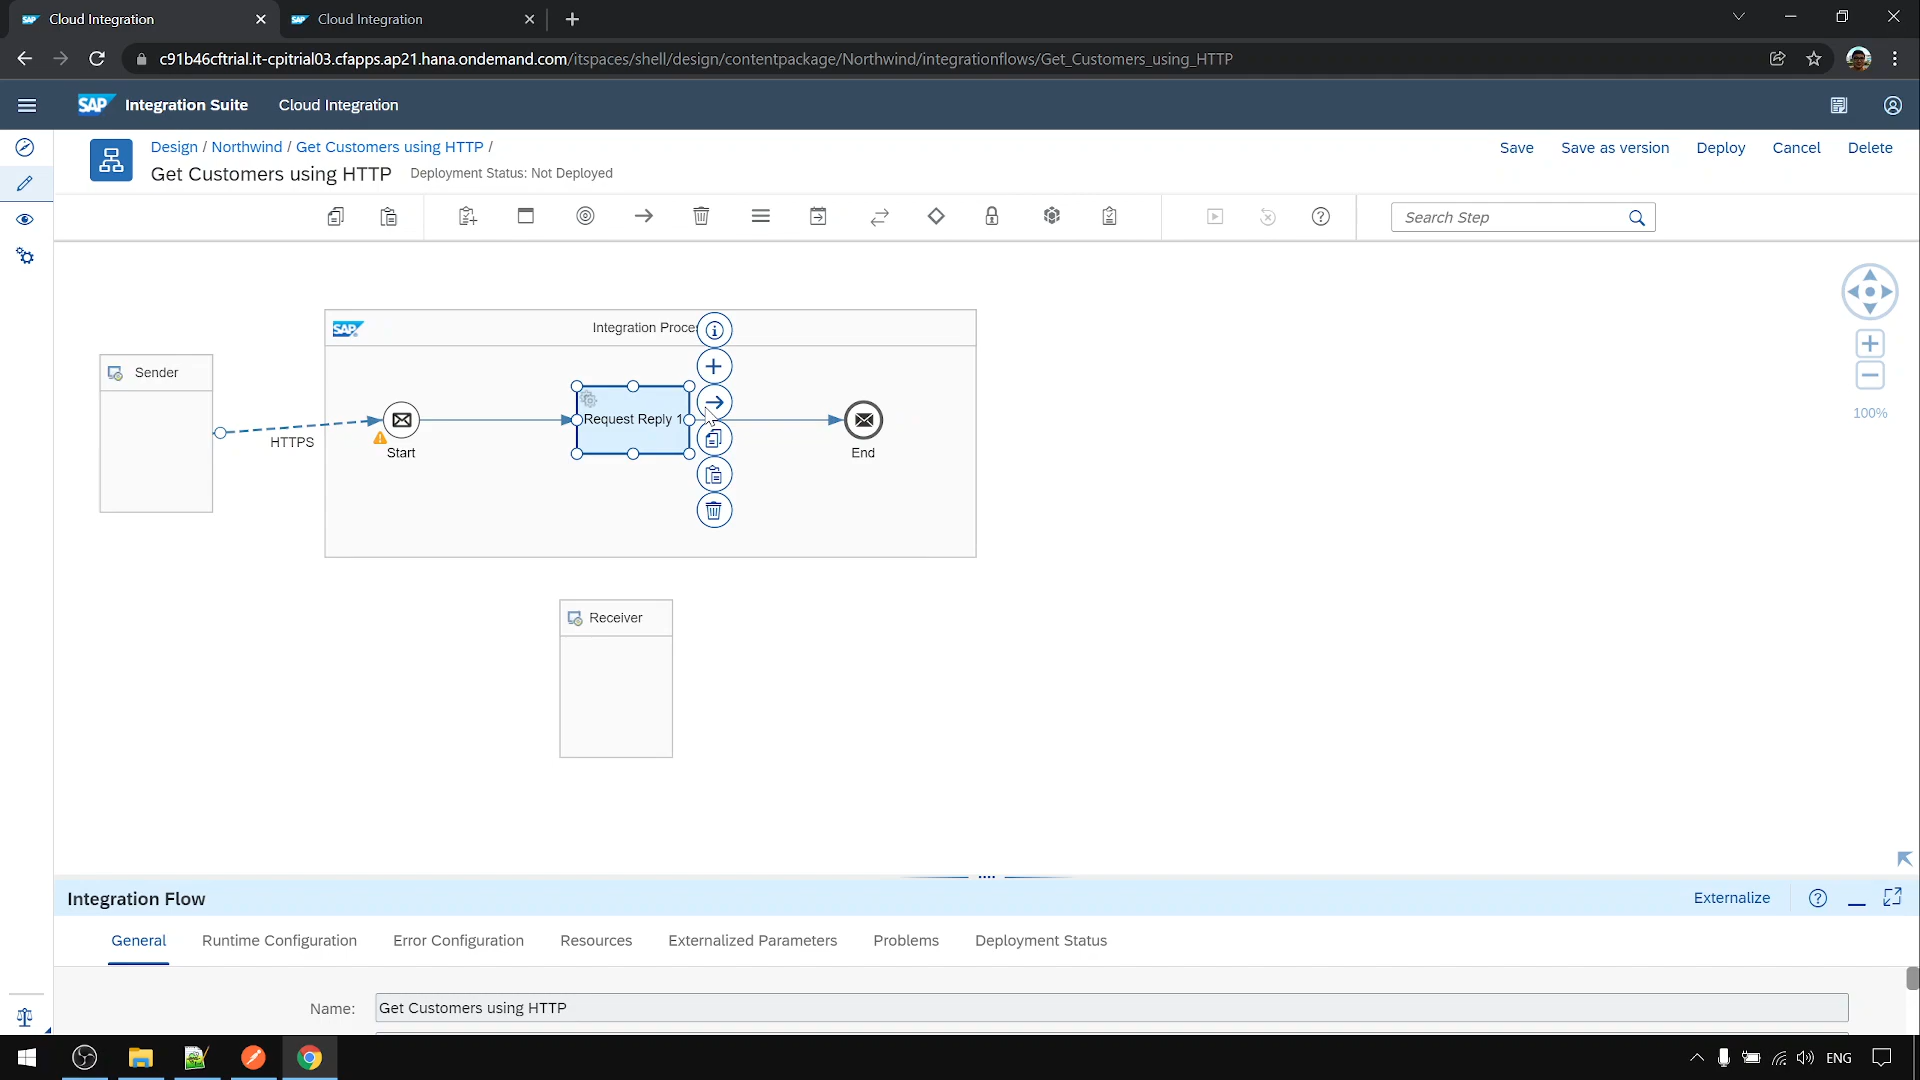 Cloud Integration
Cloud Integration
c91b46cftrial.it-cpitrial03.cfapps.ap21.hana.ondemand.com/itspaces/shell/design/contentpackage/Northwind/integrationflows/Get_Customers_using_HTTP
SAP Integration Suite Cloud Integration
Design / Northwind / Get Customers using HTTP /
Get Customers using HTTP Deployment Status: Not Deployed
Save Save as version Deploy Cancel Delete
Search Step
SAP Integration Proces
Sender
Request Reply 1
HTTPS
Start
End
100%
Receiver
Integration Flow
Externalize
General Runtime Configuration Error Configuration Resources Externalized Parameters Problems Deployment Status
Name: Get Customers using HTTP
ENG